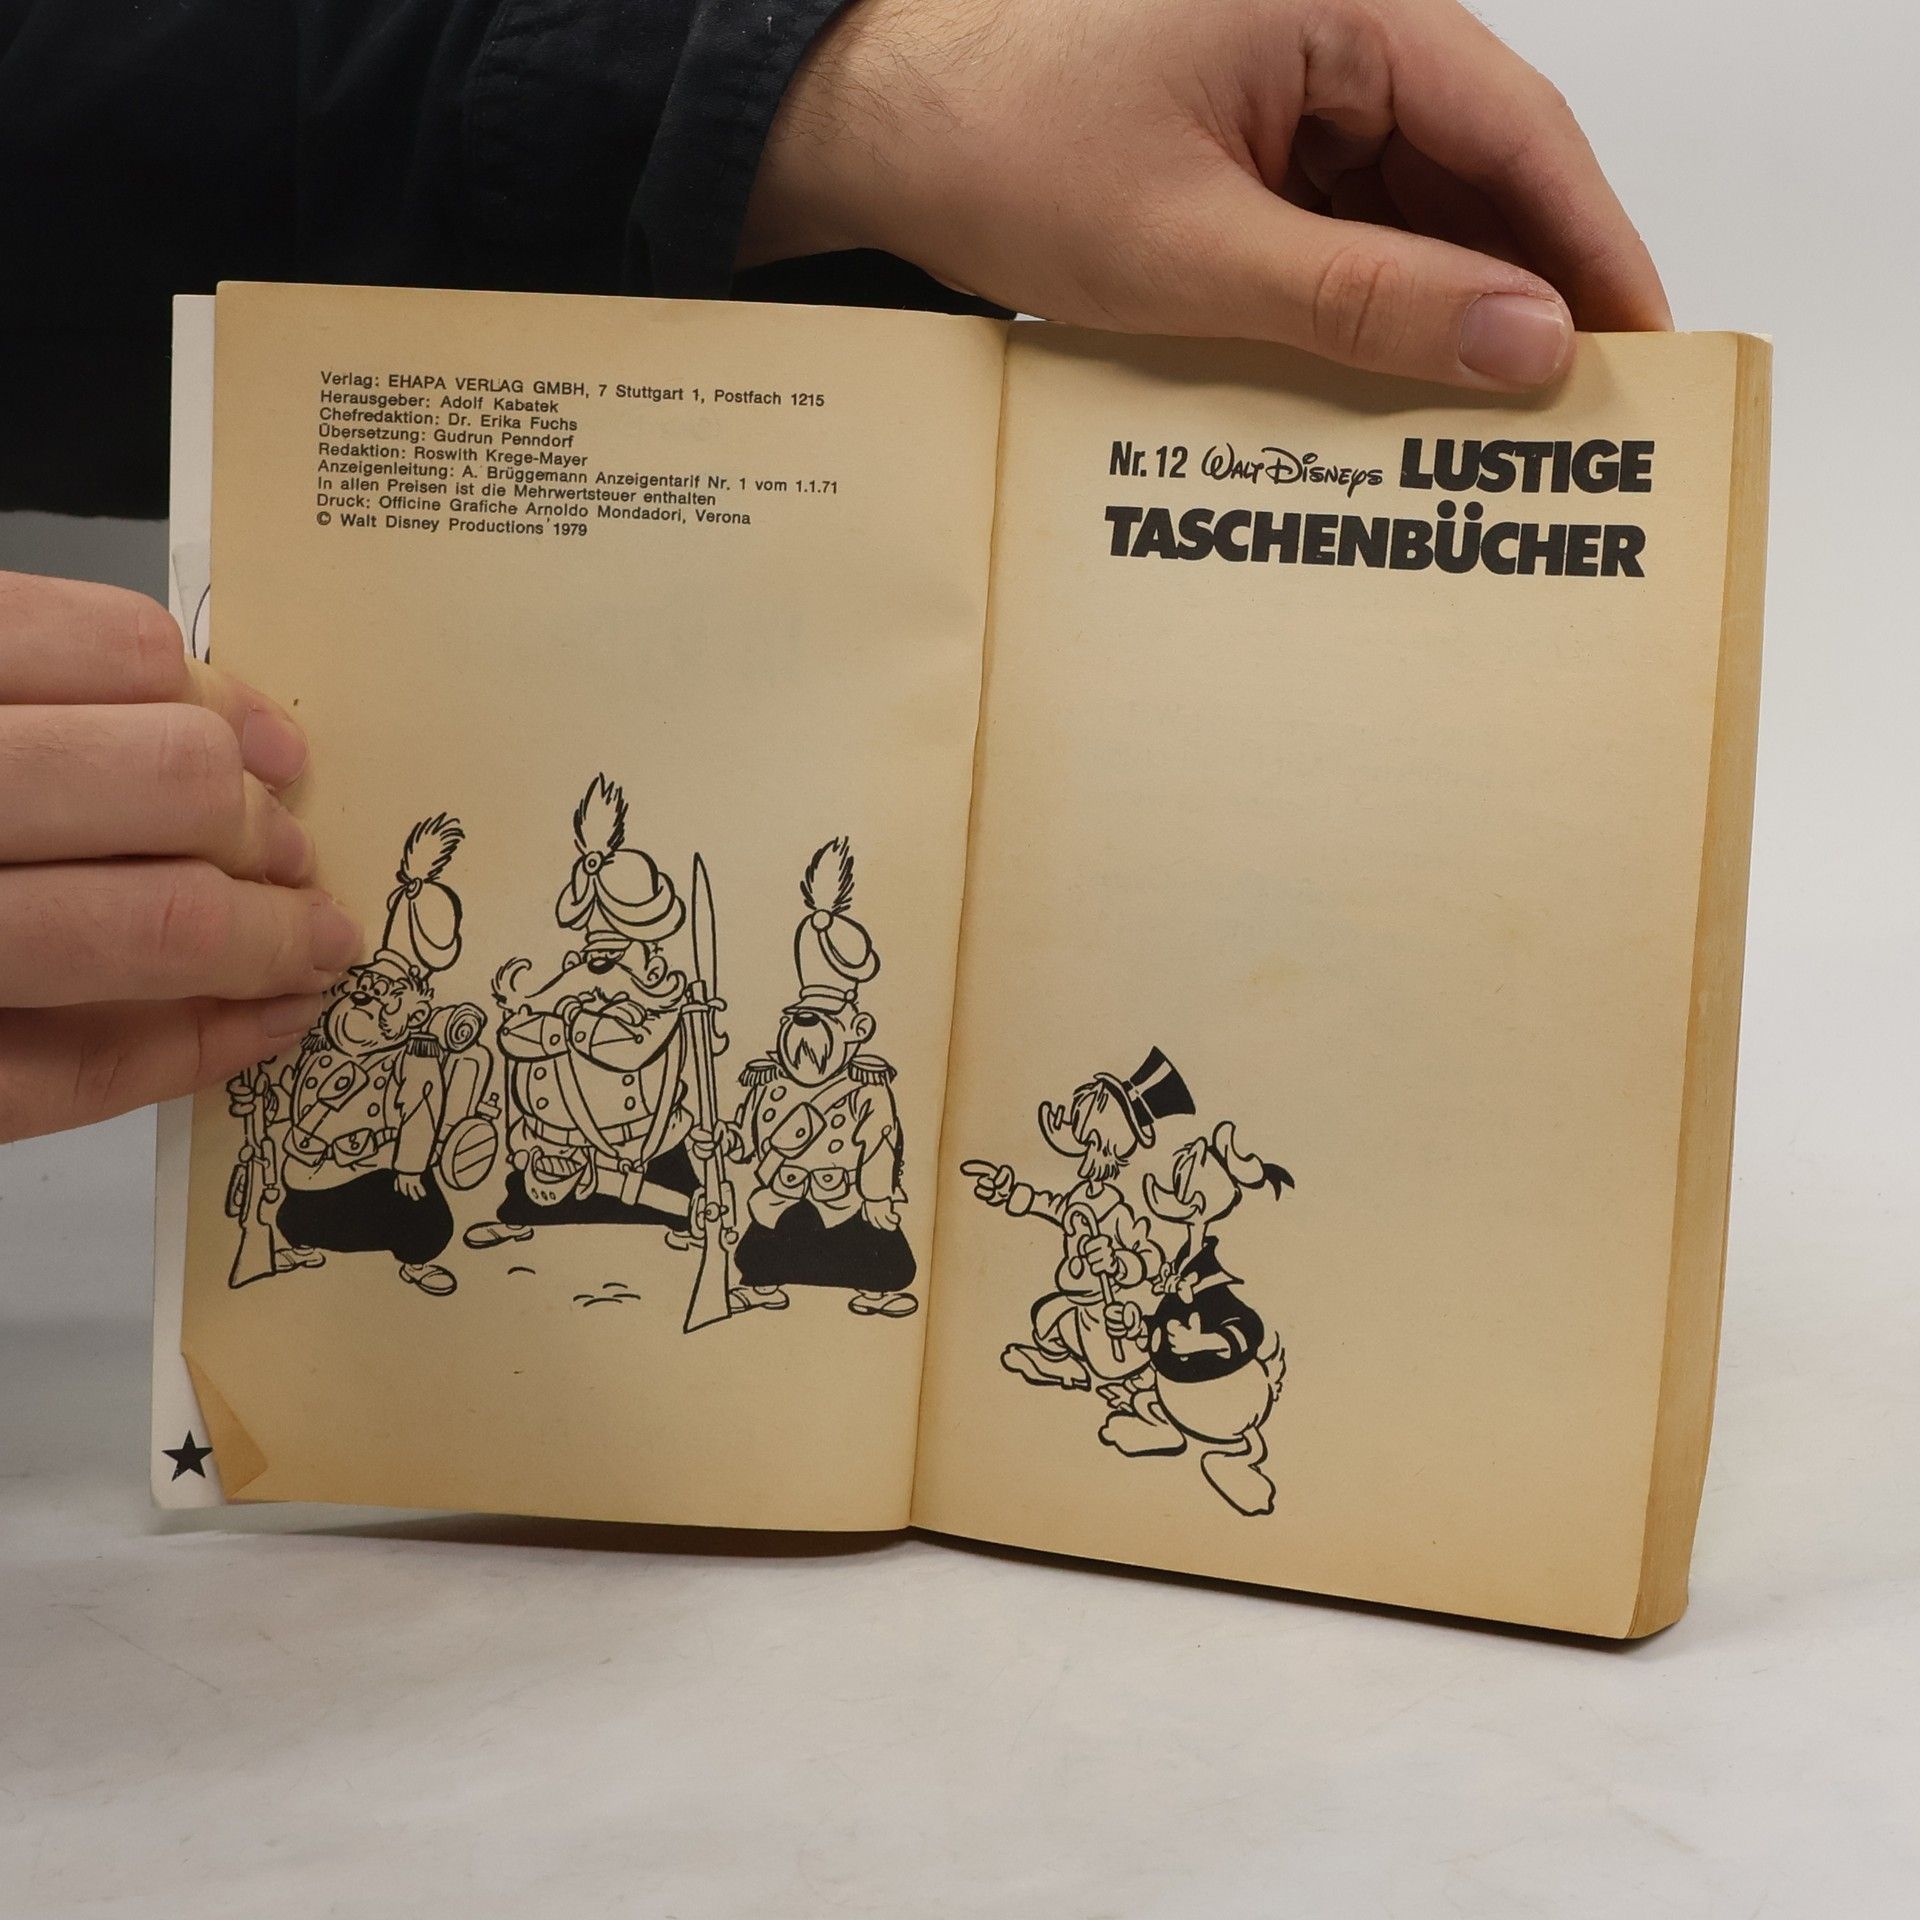 Verlag: EHAPA VERLAG GMBH, 7 Stuttgart 1, Postfach 1215
Herausgeber: Adolf Kabatek
Chefredaktion: Dr. Erika Fuchs
Übersetzung: Gudrun Penndorf
Redaktion: Roswith Krege-Mayer
Anzeigenleitung: A. Brüggemann Anzeigentarif Nr. 1 vom 1.1.71
In allen Preisen ist die Mehrwertsteuer enthalten
Druck: Officine Grafiche Arnoldo Mondadori, Verona
© Walt Disney Productions 1979
Nr. 12 WALT DISNEYS LUSTIGE
TASCHENBÜCHER